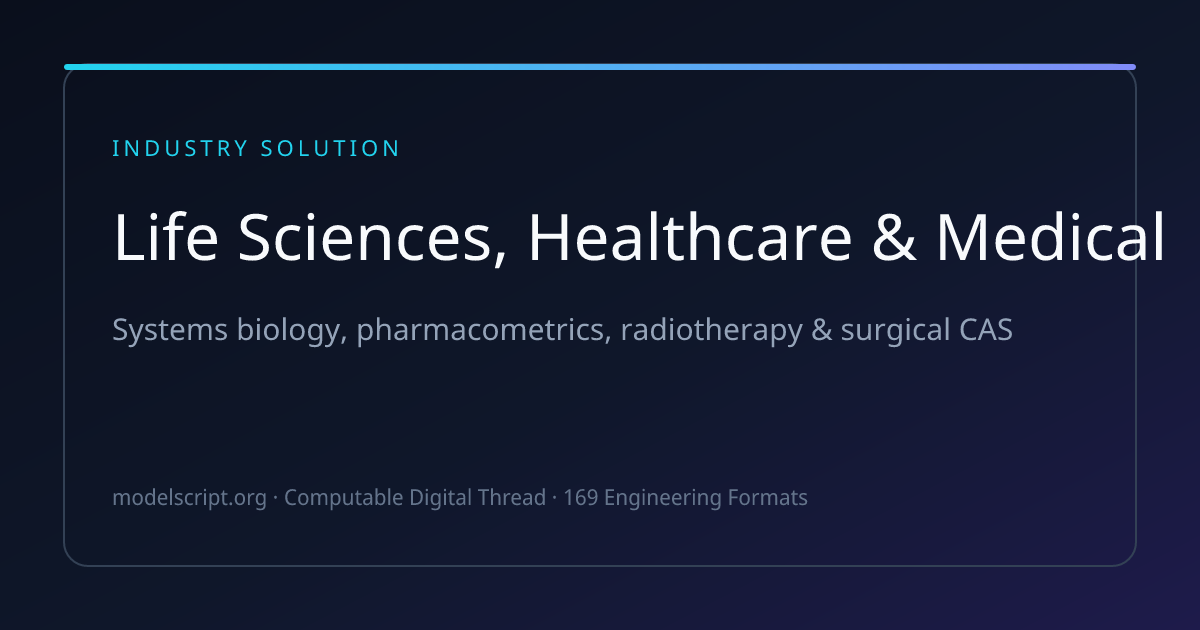 INDUSTRY SOLUTION
Life Sciences, Healthcare & Medical
Systems biology, pharmacometrics, radiotherapy & surgical CAS
modelscript.org · Computable Digital Thread · 169 Engineering Formats